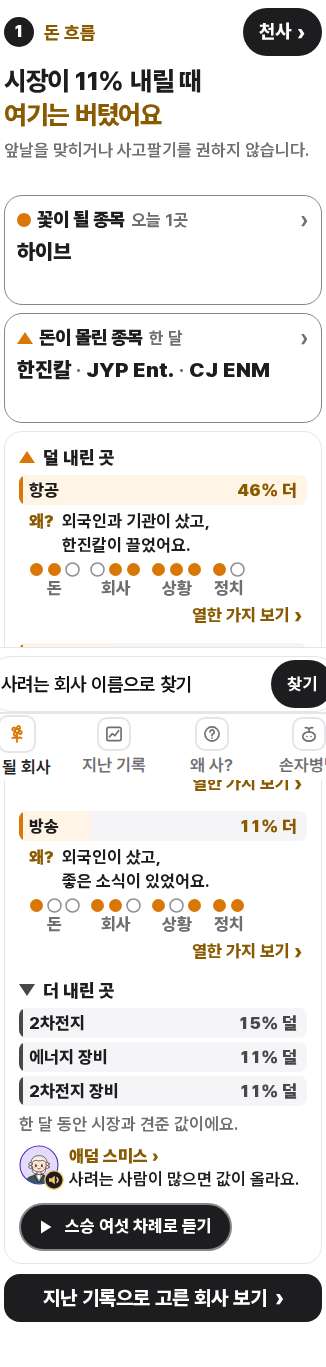 1 돈 흐름
천사 ›
시장이 11% 내릴 때
여기는 버텼어요
앞날을 맞히거나 사고팔기를 권하지 않습니다.
꽃이 될 종목 오늘 1곳 ›
하이브
돈이 몰린 종목 한 달 ›
한진칼 · JYP Ent. · CJ ENM
덜 내린 곳
항공 46% 더
왜? 외국인과 기관이 샀고,
한진칼이 끌었어요.
돈 회사 상황 정치
열한 가지 보기 ›
사려는 회사 이름으로 찾기 찾기
될 회사 지난 기록 왜 사? 손자병
열한 가지 보기 ›
방송 11% 더
왜? 외국인이 샀고,
좋은 소식이 있었어요.
돈 회사 상황 정치
열한 가지 보기 ›
더 내린 곳
2차전지 15% 덜
에너지 장비 11% 덜
2차전지 장비 11% 덜
한 달 동안 시장과 견준 값이에요.
애덤 스미스 ›
사려는 사람이 많으면 값이 올라요.
스승 여섯 차례로 듣기
지난 기록으로 고른 회사 보기 ›